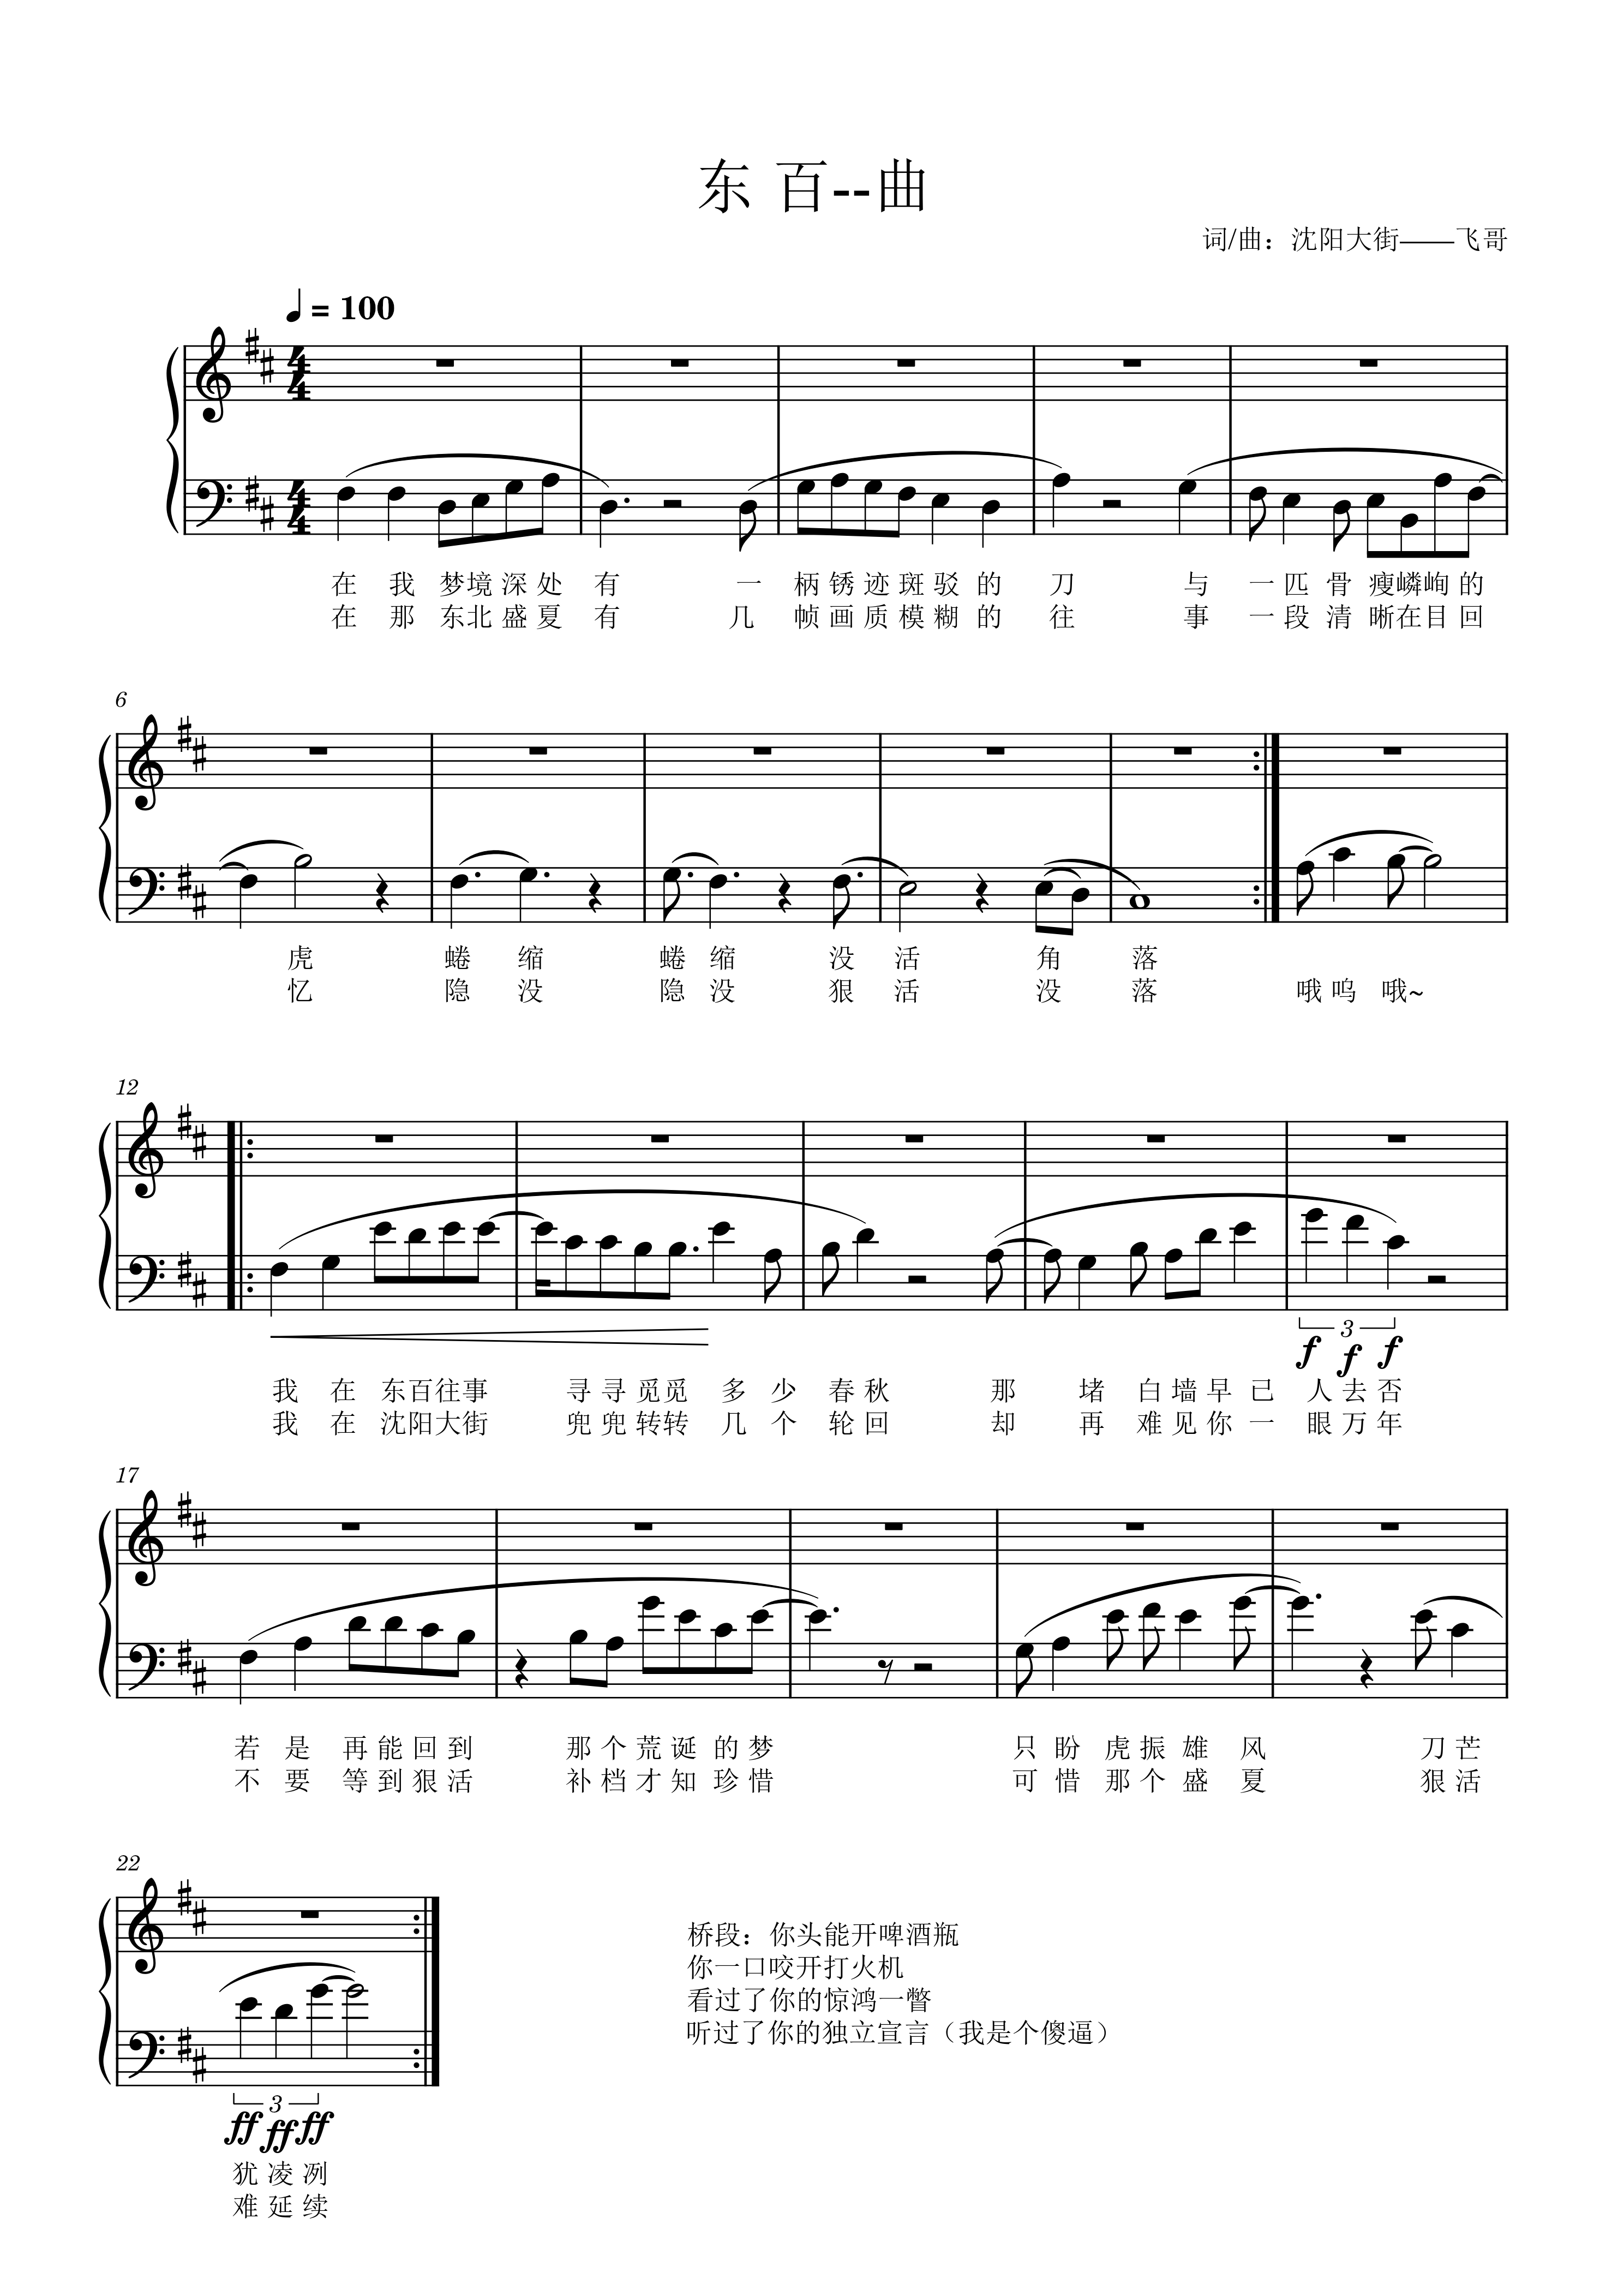 东 百--曲
词/曲：沈阳大街——飞哥
♩ = 100
在 我 梦境深处 有 一 柄锈迹斑驳的 刀 与 一匹骨瘦嶙峋的
在 那 东北盛夏 有 几 帧画质模糊的 往 事 一段清晰在目回
6
虎 蜷 缩 蜷缩 没 活 角 落
忆 隐 没 隐没 狠 活 没 落 哦呜哦~
12
我 在 东百往事 寻寻觅觅 多 少 春秋 那 堵 白墙早已 人去否
我 在 沈阳大街 兜兜转转 几 个 轮回 却 再 难见你一 眼万年
3
f f f
17
若 是 再能回到 那个荒诞的梦 只盼虎振雄风 刀芒
不 要 等到狠活 补档才知珍惜 可惜那个盛夏 狠活
22
3
ff ff ff
犹凌冽
难延续
桥段：你头能开啤酒瓶
你一口咬开打火机
看过了你的惊鸿一瞥
听过了你的独立宣言（我是个傻逼）